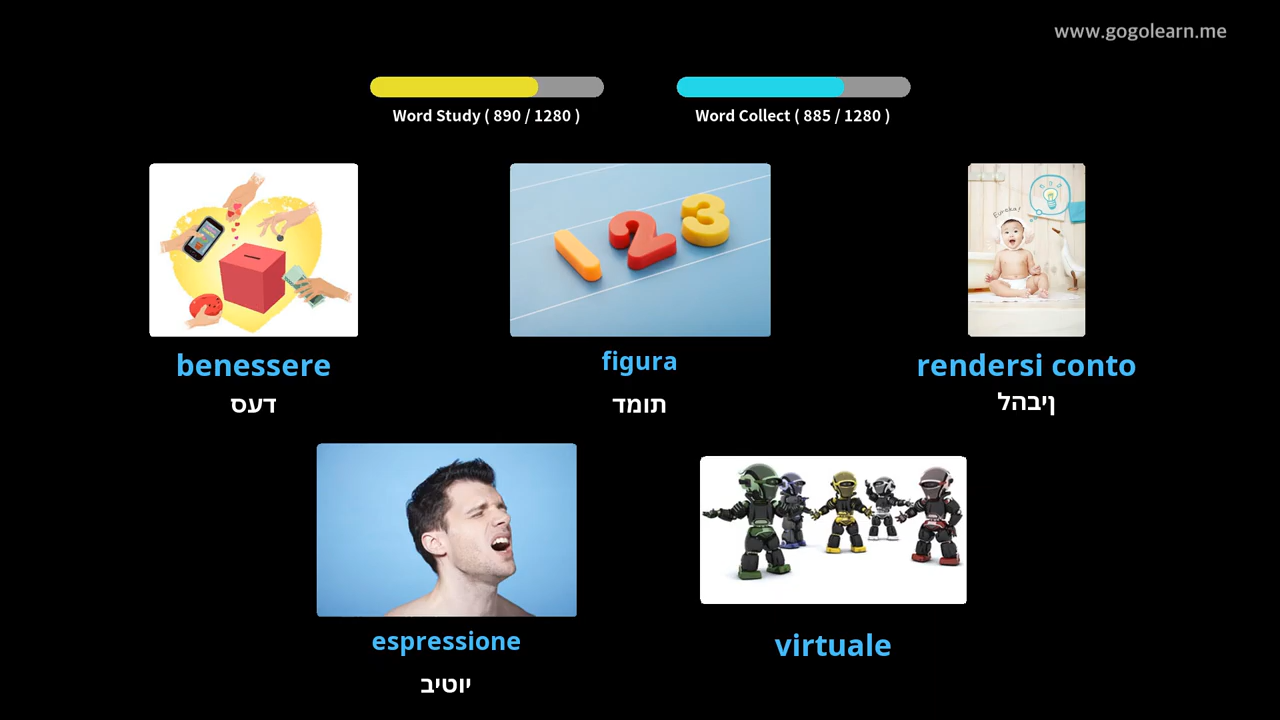 www.gogolearn.me
Word Study ( 890 / 1280 )
Word Collect ( 885 / 1280 )
benessere
דעס
figura
תומד
rendersi conto
ןיבהל
espressione
יוטיב
virtuale